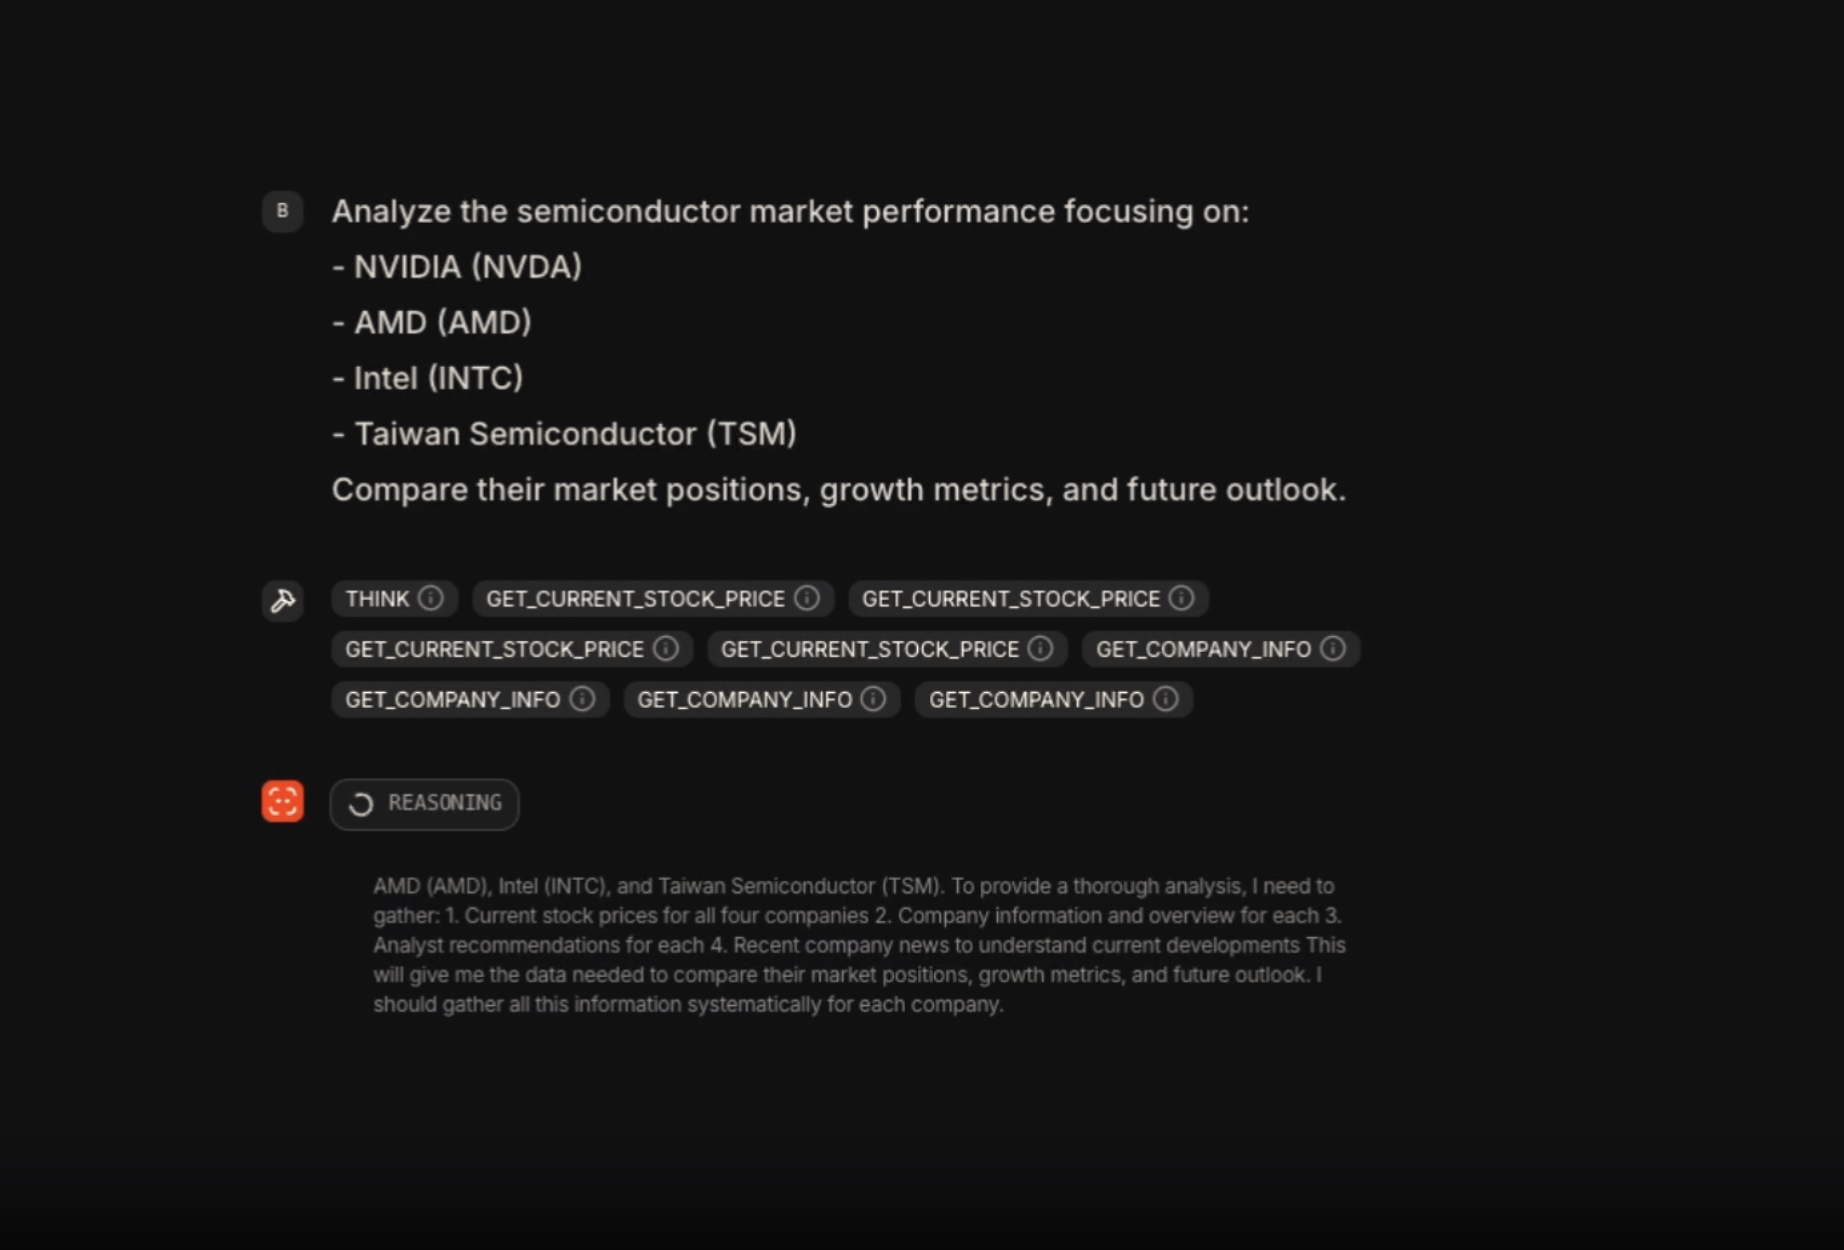 B
Analyze the semiconductor market performance focusing on:
- NVIDIA (NVDA)
- AMD (AMD)
- Intel (INTC)
- Taiwan Semiconductor (TSM)
Compare their market positions, growth metrics, and future outlook.
THINK GET_CURRENT_STOCK_PRICE GET_CURRENT_STOCK_PRICE
GET_CURRENT_STOCK_PRICE GET_CURRENT_STOCK_PRICE GET_COMPANY_INFO
GET_COMPANY_INFO GET_COMPANY_INFO GET_COMPANY_INFO
REASONING
AMD (AMD), Intel (INTC), and Taiwan Semiconductor (TSM). To provide a thorough analysis, I need to
gather: 1. Current stock prices for all four companies 2. Company information and overview for each 3.
Analyst recommendations for each 4. Recent company news to understand current developments This
will give me the data needed to compare their market positions, growth metrics, and future outlook. I
should gather all this information systematically for each company.